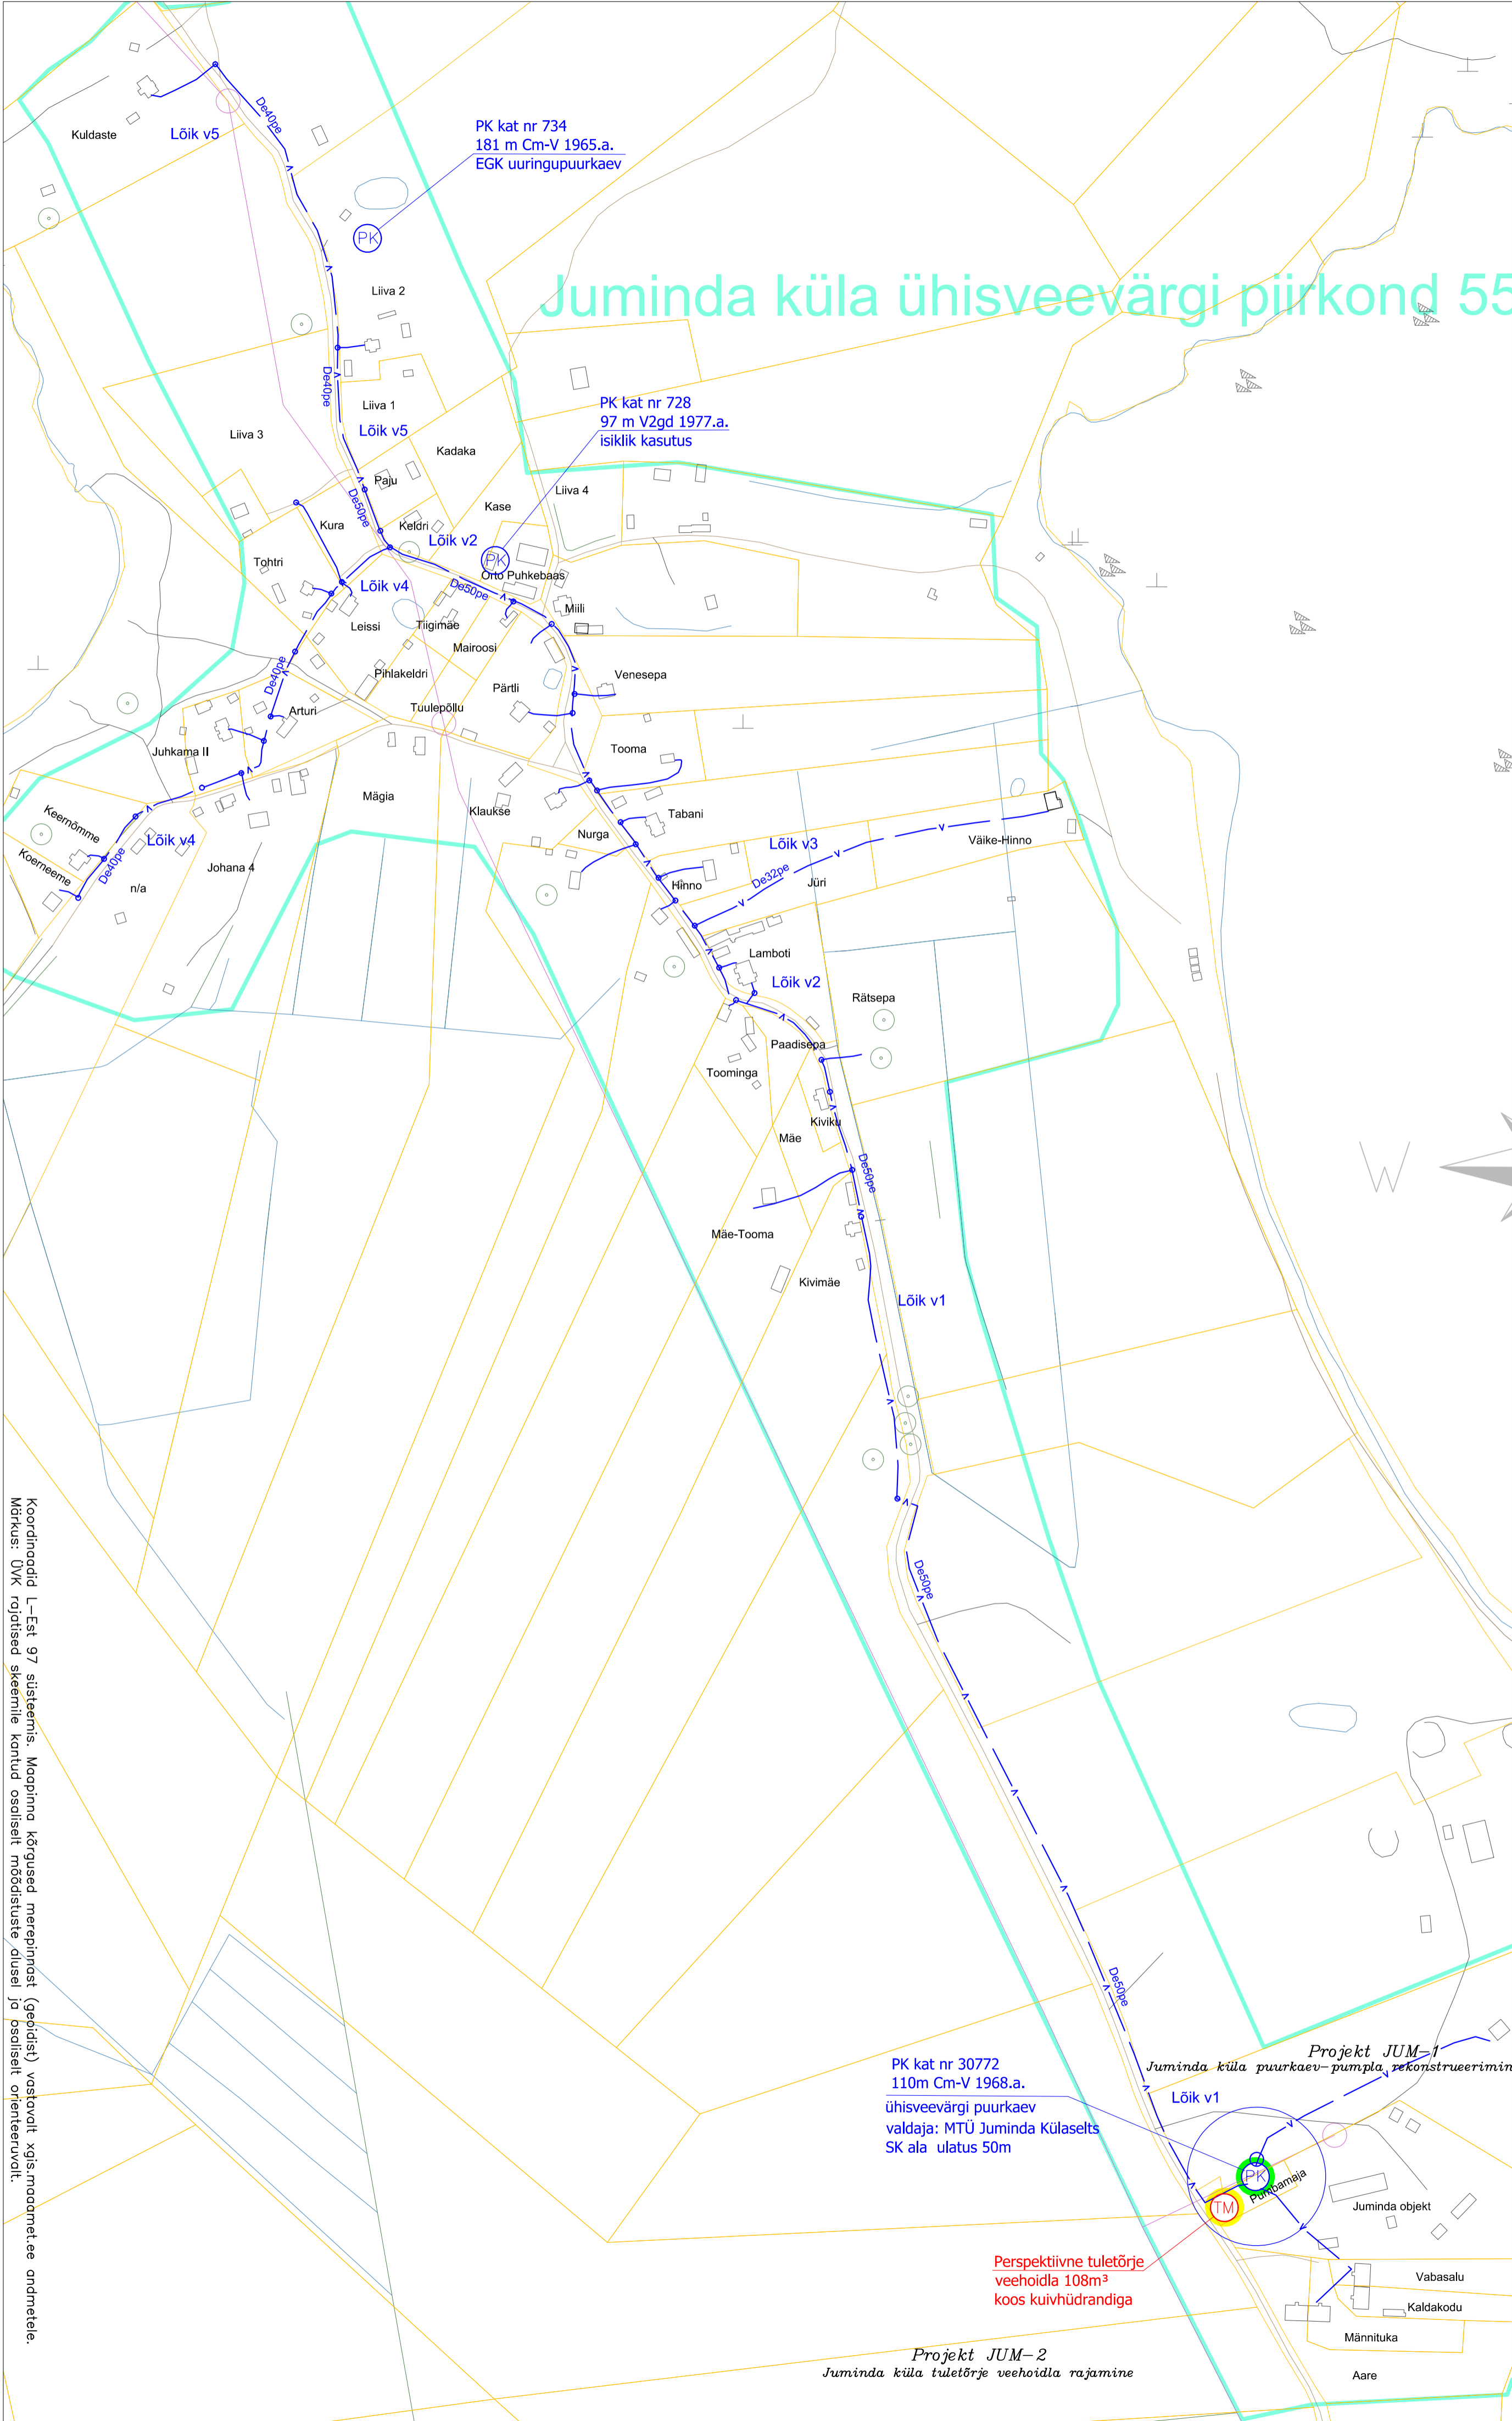 De40pe
Kuldaste
Lõik v5
PK kat nr 734
181 m Cm-V 1965.a.
EGK uuringupuurkaev
PK
Liiva 2
Juminda küla ühisveevärgi piirkond 55
De40pe
Liiva 1
Lõik v5
Liiva 3
PK kat nr 728
97 m V2gd 1977.a.
isiklik kasutus
Kadaka
Paju
Liiva 4
De50pe
Kase
Kura
Keldri
Lõik v2
PK
Tohtri
Orto Puhkebaas
Lõik v4
De50pe
Miili
Leissi
Tiigimäe
Mairoosi
De40pe
Pihlakeldri
Venesepa
Pärtli
Arturi
Tuulepõllu
Juhkama II
Tooma
Mägia
Klaukse
Tabani
Keernõmme
Nurga
Lõik v4
Lõik v3
Väike-Hinno
Koerneeme
De40pe
Johana 4
De32pe
n/a
Hinno
Jüri
Lamboti
Lõik v2
Rätsepa
Paadisepa
Toominga
Kiviku
Mäe
W
De50pe
Mäe-Tooma
Kivimäe
Lõik v1
De50pe
Koordinaadid L-Est 97 süsteemis. Maapinna kõrgused merepinnast (geoidist) vastavalt xgis.maaamet.ee andmetele.
Märkus: ÜVK rajatised skeemile kantud osaliselt mõõdistuste alusel ja osaliselt orienteeruvalt.
De50pe
Projekt JUM-1
Juminda küla puurkaev-pumpla rekonstrueerimin
PK kat nr 30772
110m Cm-V 1968.a.
ühisveevärgi puurkaev
valdaja: MTÜ Juminda Külaselts
SK ala ulatus 50m
Lõik v1
PK
Pumbamaja
TM
Juminda objekt
Perspektiivne tuletõrje
veehoidla 108m³
koos kuivhüdrandiga
Vabasalu
Kaldakodu
Männituka
Projekt JUM-2
Juminda küla tuletõrje veehoidla rajamine
Aare